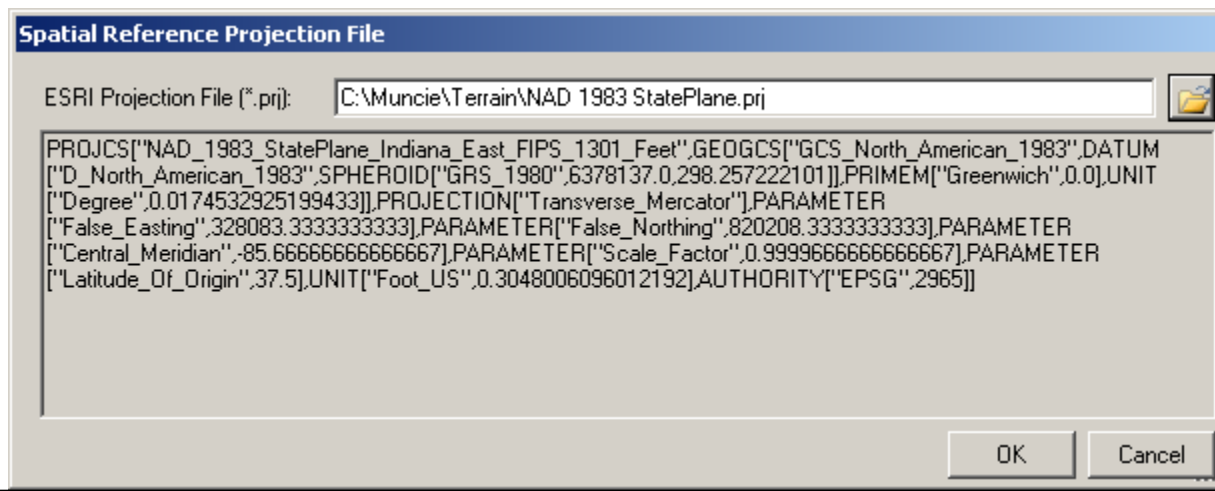 Spatial Reference Projection File
ESRI Projection File (*.prj): C:\Muncie\Terrain\NAD 1983 StatePlane.prj
PROJCS["NAD_1983_StatePlane_Indiana_East_FIPS_1301_Feet",GEOGCS["GCS_North_American_1983",DATUM
["D_North_American_1983",SPHEROID["GRS_1980",6378137.0,298.257222101]],PRIMEM["Greenwich",0.0],UNIT
["Degree",0.0174532925199433]],PROJECTION["Transverse_Mercator"],PARAMETER
["False_Easting",328083.3333333333],PARAMETER["False_Northing",820208.3333333333],PARAMETER
["Central_Meridian",-85.66666666666667],PARAMETER["Scale_Factor",0.9999666666666667],PARAMETER
["Latitude_Of_Origin",37.5],UNIT["Foot_US",0.3048006096012192],AUTHORITY["EPSG",2965]]
OK Cancel